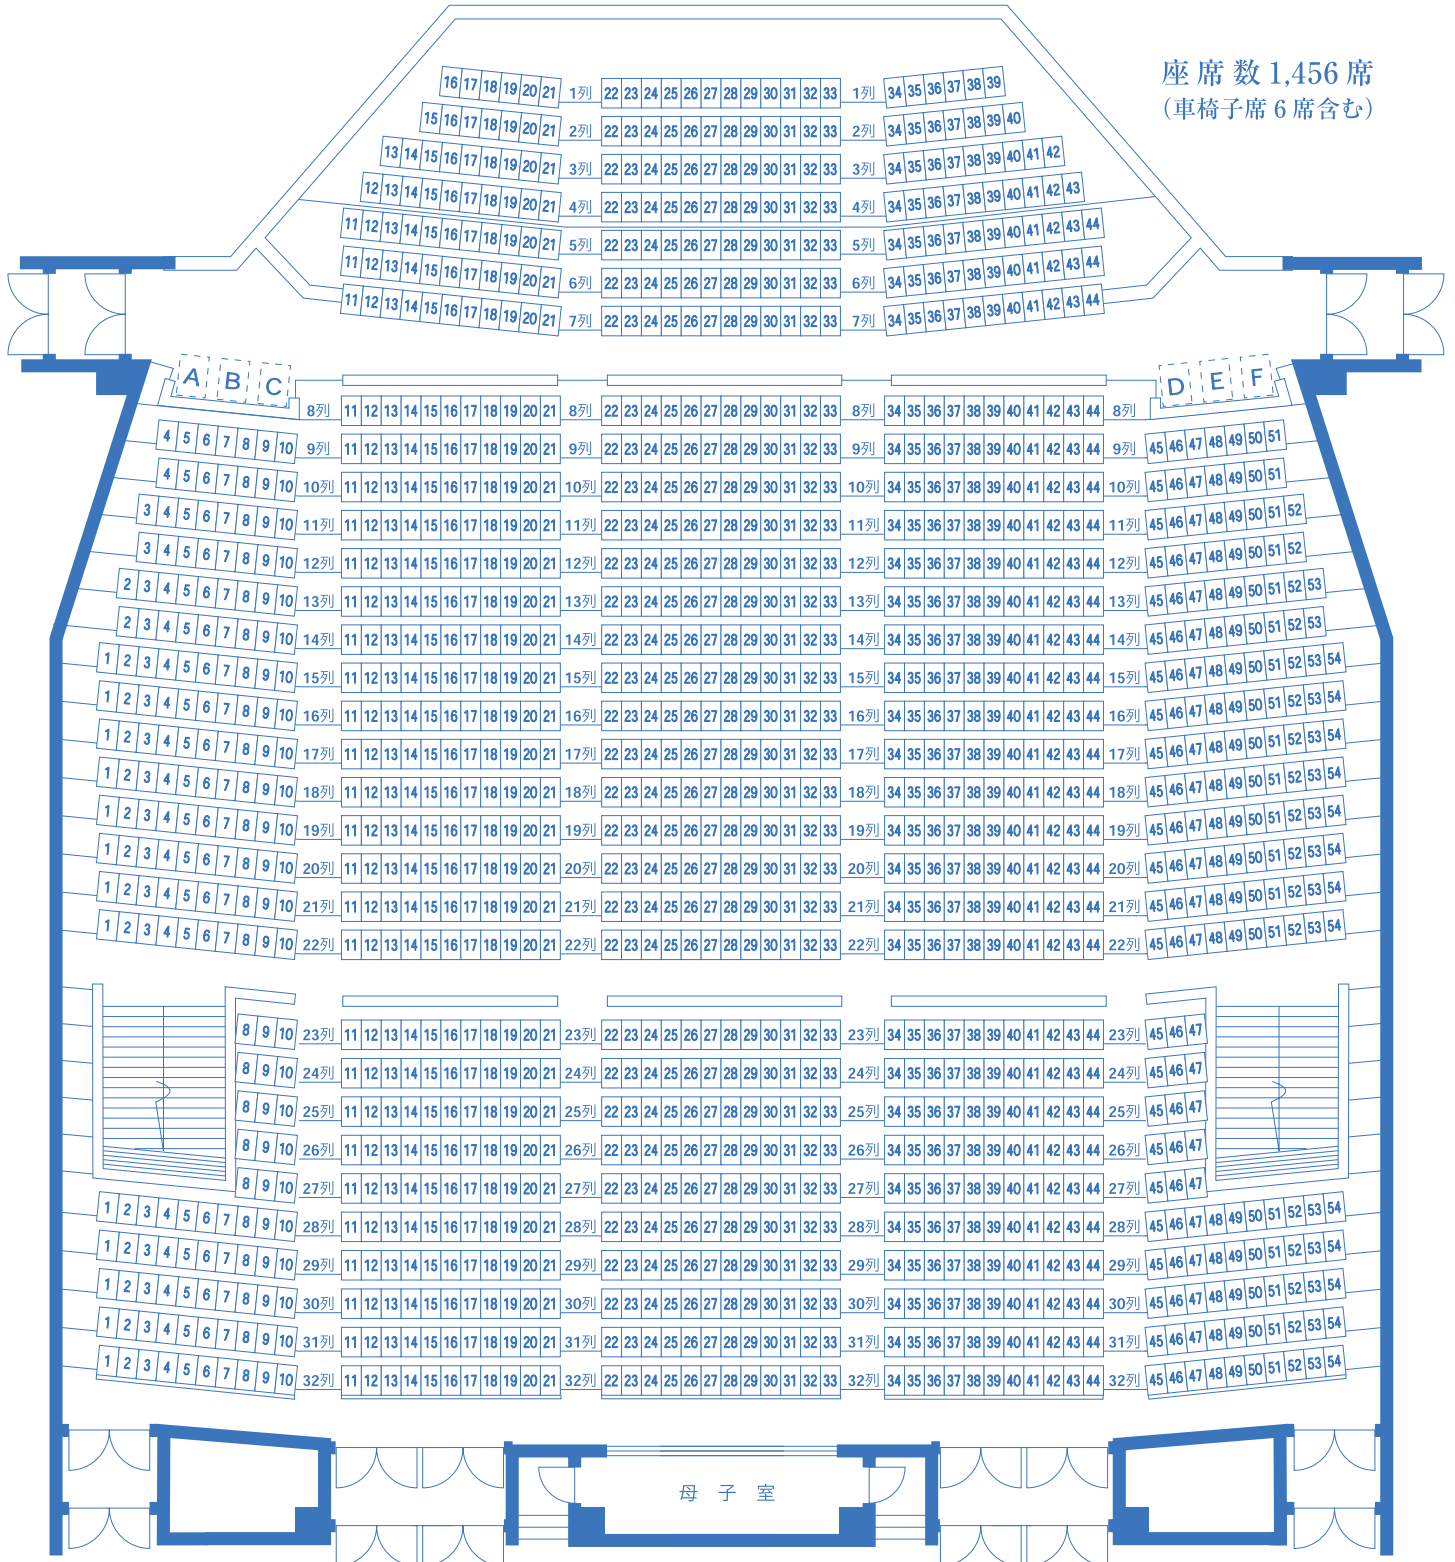 座席数 1,456 席
(車椅子席 6 席含む)
16 17 18 19 20 21 1列 22 23 24 25 26 27 28 29 30 31 32 33 1列 34 35 36 37 38 39
15 16 17 18 19 20 21 2列 22 23 24 25 26 27 28 29 30 31 32 33 2列 34 35 36 37 38 39 40
13 14 15 16 17 18 19 20 21 3列 22 23 24 25 26 27 28 29 30 31 32 33 3列 34 35 36 37 38 39 40 41 42
12 13 14 15 16 17 18 19 20 21 4列 22 23 24 25 26 27 28 29 30 31 32 33 4列 34 35 36 37 38 39 40 41 42 43
11 12 13 14 15 16 17 18 19 20 21 5列 22 23 24 25 26 27 28 29 30 31 32 33 5列 34 35 36 37 38 39 40 41 42 43 44
11 12 13 14 15 16 17 18 19 20 21 6列 22 23 24 25 26 27 28 29 30 31 32 33 6列 34 35 36 37 38 39 40 41 42 43 44
11 12 13 14 15 16 17 18 19 20 21 7列 22 23 24 25 26 27 28 29 30 31 32 33 7列 34 35 36 37 38 39 40 41 42 43 44
A B C D E F
8列 11 12 13 14 15 16 17 18 19 20 21 8列 22 23 24 25 26 27 28 29 30 31 32 33 8列 34 35 36 37 38 39 40 41 42 43 44 8列
4 5 6 7 8 9 10 9列 11 12 13 14 15 16 17 18 19 20 21 9列 22 23 24 25 26 27 28 29 30 31 32 33 9列 34 35 36 37 38 39 40 41 42 43 44 9列 45 46 47 48 49 50 51
4 5 6 7 8 9 10 10列 11 12 13 14 15 16 17 18 19 20 21 10列 22 23 24 25 26 27 28 29 30 31 32 33 10列 34 35 36 37 38 39 40 41 42 43 44 10列 45 46 47 48 49 50 51
3 4 5 6 7 8 9 10 11列 11 12 13 14 15 16 17 18 19 20 21 11列 22 23 24 25 26 27 28 29 30 31 32 33 11列 34 35 36 37 38 39 40 41 42 43 44 11列 45 46 47 48 49 50 51 52
3 4 5 6 7 8 9 10 12列 11 12 13 14 15 16 17 18 19 20 21 12列 22 23 24 25 26 27 28 29 30 31 32 33 12列 34 35 36 37 38 39 40 41 42 43 44 12列 45 46 47 48 49 50 51 52
2 3 4 5 6 7 8 9 10 13列 11 12 13 14 15 16 17 18 19 20 21 13列 22 23 24 25 26 27 28 29 30 31 32 33 13列 34 35 36 37 38 39 40 41 42 43 44 13列 45 46 47 48 49 50 51 52 53
2 3 4 5 6 7 8 9 10 14列 11 12 13 14 15 16 17 18 19 20 21 14列 22 23 24 25 26 27 28 29 30 31 32 33 14列 34 35 36 37 38 39 40 41 42 43 44 14列 45 46 47 48 49 50 51 52 53
1 2 3 4 5 6 7 8 9 10 15列 11 12 13 14 15 16 17 18 19 20 21 15列 22 23 24 25 26 27 28 29 30 31 32 33 15列 34 35 36 37 38 39 40 41 42 43 44 15列 45 46 47 48 49 50 51 52 53 54
1 2 3 4 5 6 7 8 9 10 16列 11 12 13 14 15 16 17 18 19 20 21 16列 22 23 24 25 26 27 28 29 30 31 32 33 16列 34 35 36 37 38 39 40 41 42 43 44 16列 45 46 47 48 49 50 51 52 53 54
1 2 3 4 5 6 7 8 9 10 17列 11 12 13 14 15 16 17 18 19 20 21 17列 22 23 24 25 26 27 28 29 30 31 32 33 17列 34 35 36 37 38 39 40 41 42 43 44 17列 45 46 47 48 49 50 51 52 53 54
1 2 3 4 5 6 7 8 9 10 18列 11 12 13 14 15 16 17 18 19 20 21 18列 22 23 24 25 26 27 28 29 30 31 32 33 18列 34 35 36 37 38 39 40 41 42 43 44 18列 45 46 47 48 49 50 51 52 53 54
1 2 3 4 5 6 7 8 9 10 19列 11 12 13 14 15 16 17 18 19 20 21 19列 22 23 24 25 26 27 28 29 30 31 32 33 19列 34 35 36 37 38 39 40 41 42 43 44 19列 45 46 47 48 49 50 51 52 53 54
1 2 3 4 5 6 7 8 9 10 20列 11 12 13 14 15 16 17 18 19 20 21 20列 22 23 24 25 26 27 28 29 30 31 32 33 20列 34 35 36 37 38 39 40 41 42 43 44 20列 45 46 47 48 49 50 51 52 53 54
1 2 3 4 5 6 7 8 9 10 21列 11 12 13 14 15 16 17 18 19 20 21 21列 22 23 24 25 26 27 28 29 30 31 32 33 21列 34 35 36 37 38 39 40 41 42 43 44 21列 45 46 47 48 49 50 51 52 53 54
1 2 3 4 5 6 7 8 9 10 22列 11 12 13 14 15 16 17 18 19 20 21 22列 22 23 24 25 26 27 28 29 30 31 32 33 22列 34 35 36 37 38 39 40 41 42 43 44 22列 45 46 47 48 49 50 51 52 53 54
8 9 10 23列 11 12 13 14 15 16 17 18 19 20 21 23列 22 23 24 25 26 27 28 29 30 31 32 33 23列 34 35 36 37 38 39 40 41 42 43 44 23列 45 46 47
8 9 10 24列 11 12 13 14 15 16 17 18 19 20 21 24列 22 23 24 25 26 27 28 29 30 31 32 33 24列 34 35 36 37 38 39 40 41 42 43 44 24列 45 46 47
8 9 10 25列 11 12 13 14 15 16 17 18 19 20 21 25列 22 23 24 25 26 27 28 29 30 31 32 33 25列 34 35 36 37 38 39 40 41 42 43 44 25列 45 46 47
8 9 10 26列 11 12 13 14 15 16 17 18 19 20 21 26列 22 23 24 25 26 27 28 29 30 31 32 33 26列 34 35 36 37 38 39 40 41 42 43 44 26列 45 46 47
8 9 10 27列 11 12 13 14 15 16 17 18 19 20 21 27列 22 23 24 25 26 27 28 29 30 31 32 33 27列 34 35 36 37 38 39 40 41 42 43 44 27列 45 46 47
1 2 3 4 5 6 7 8 9 10 28列 11 12 13 14 15 16 17 18 19 20 21 28列 22 23 24 25 26 27 28 29 30 31 32 33 28列 34 35 36 37 38 39 40 41 42 43 44 28列 45 46 47 48 49 50 51 52 53 54
1 2 3 4 5 6 7 8 9 10 29列 11 12 13 14 15 16 17 18 19 20 21 29列 22 23 24 25 26 27 28 29 30 31 32 33 29列 34 35 36 37 38 39 40 41 42 43 44 29列 45 46 47 48 49 50 51 52 53 54
1 2 3 4 5 6 7 8 9 10 30列 11 12 13 14 15 16 17 18 19 20 21 30列 22 23 24 25 26 27 28 29 30 31 32 33 30列 34 35 36 37 38 39 40 41 42 43 44 30列 45 46 47 48 49 50 51 52 53 54
1 2 3 4 5 6 7 8 9 10 31列 11 12 13 14 15 16 17 18 19 20 21 31列 22 23 24 25 26 27 28 29 30 31 32 33 31列 34 35 36 37 38 39 40 41 42 43 44 31列 45 46 47 48 49 50 51 52 53 54
1 2 3 4 5 6 7 8 9 10 32列 11 12 13 14 15 16 17 18 19 20 21 32列 22 23 24 25 26 27 28 29 30 31 32 33 32列 34 35 36 37 38 39 40 41 42 43 44 32列 45 46 47 48 49 50 51 52 53 54
母子室